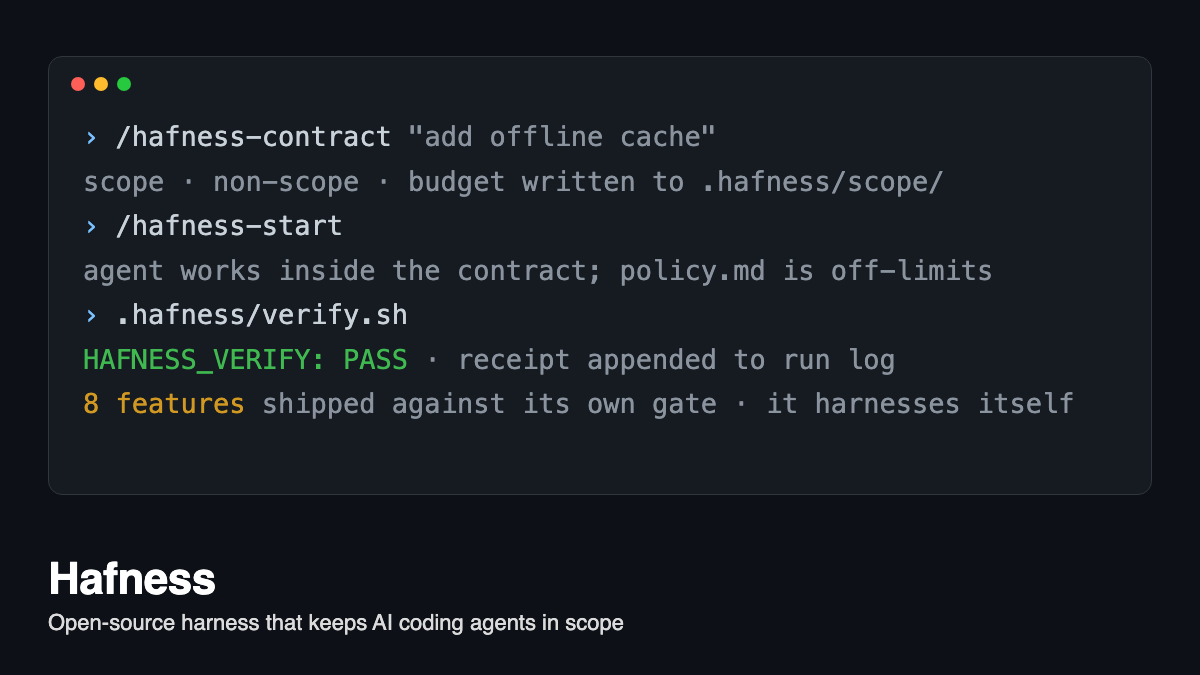 › /hafness-contract "add offline cache"
scope · non-scope · budget written to .hafness/scope/
› /hafness-start
agent works inside the contract; policy.md is off-limits
› .hafness/verify.sh
HAFNESS_VERIFY: PASS · receipt appended to run log
8 features shipped against its own gate · it harnesses itself
Hafness
Open-source harness that keeps AI coding agents in scope